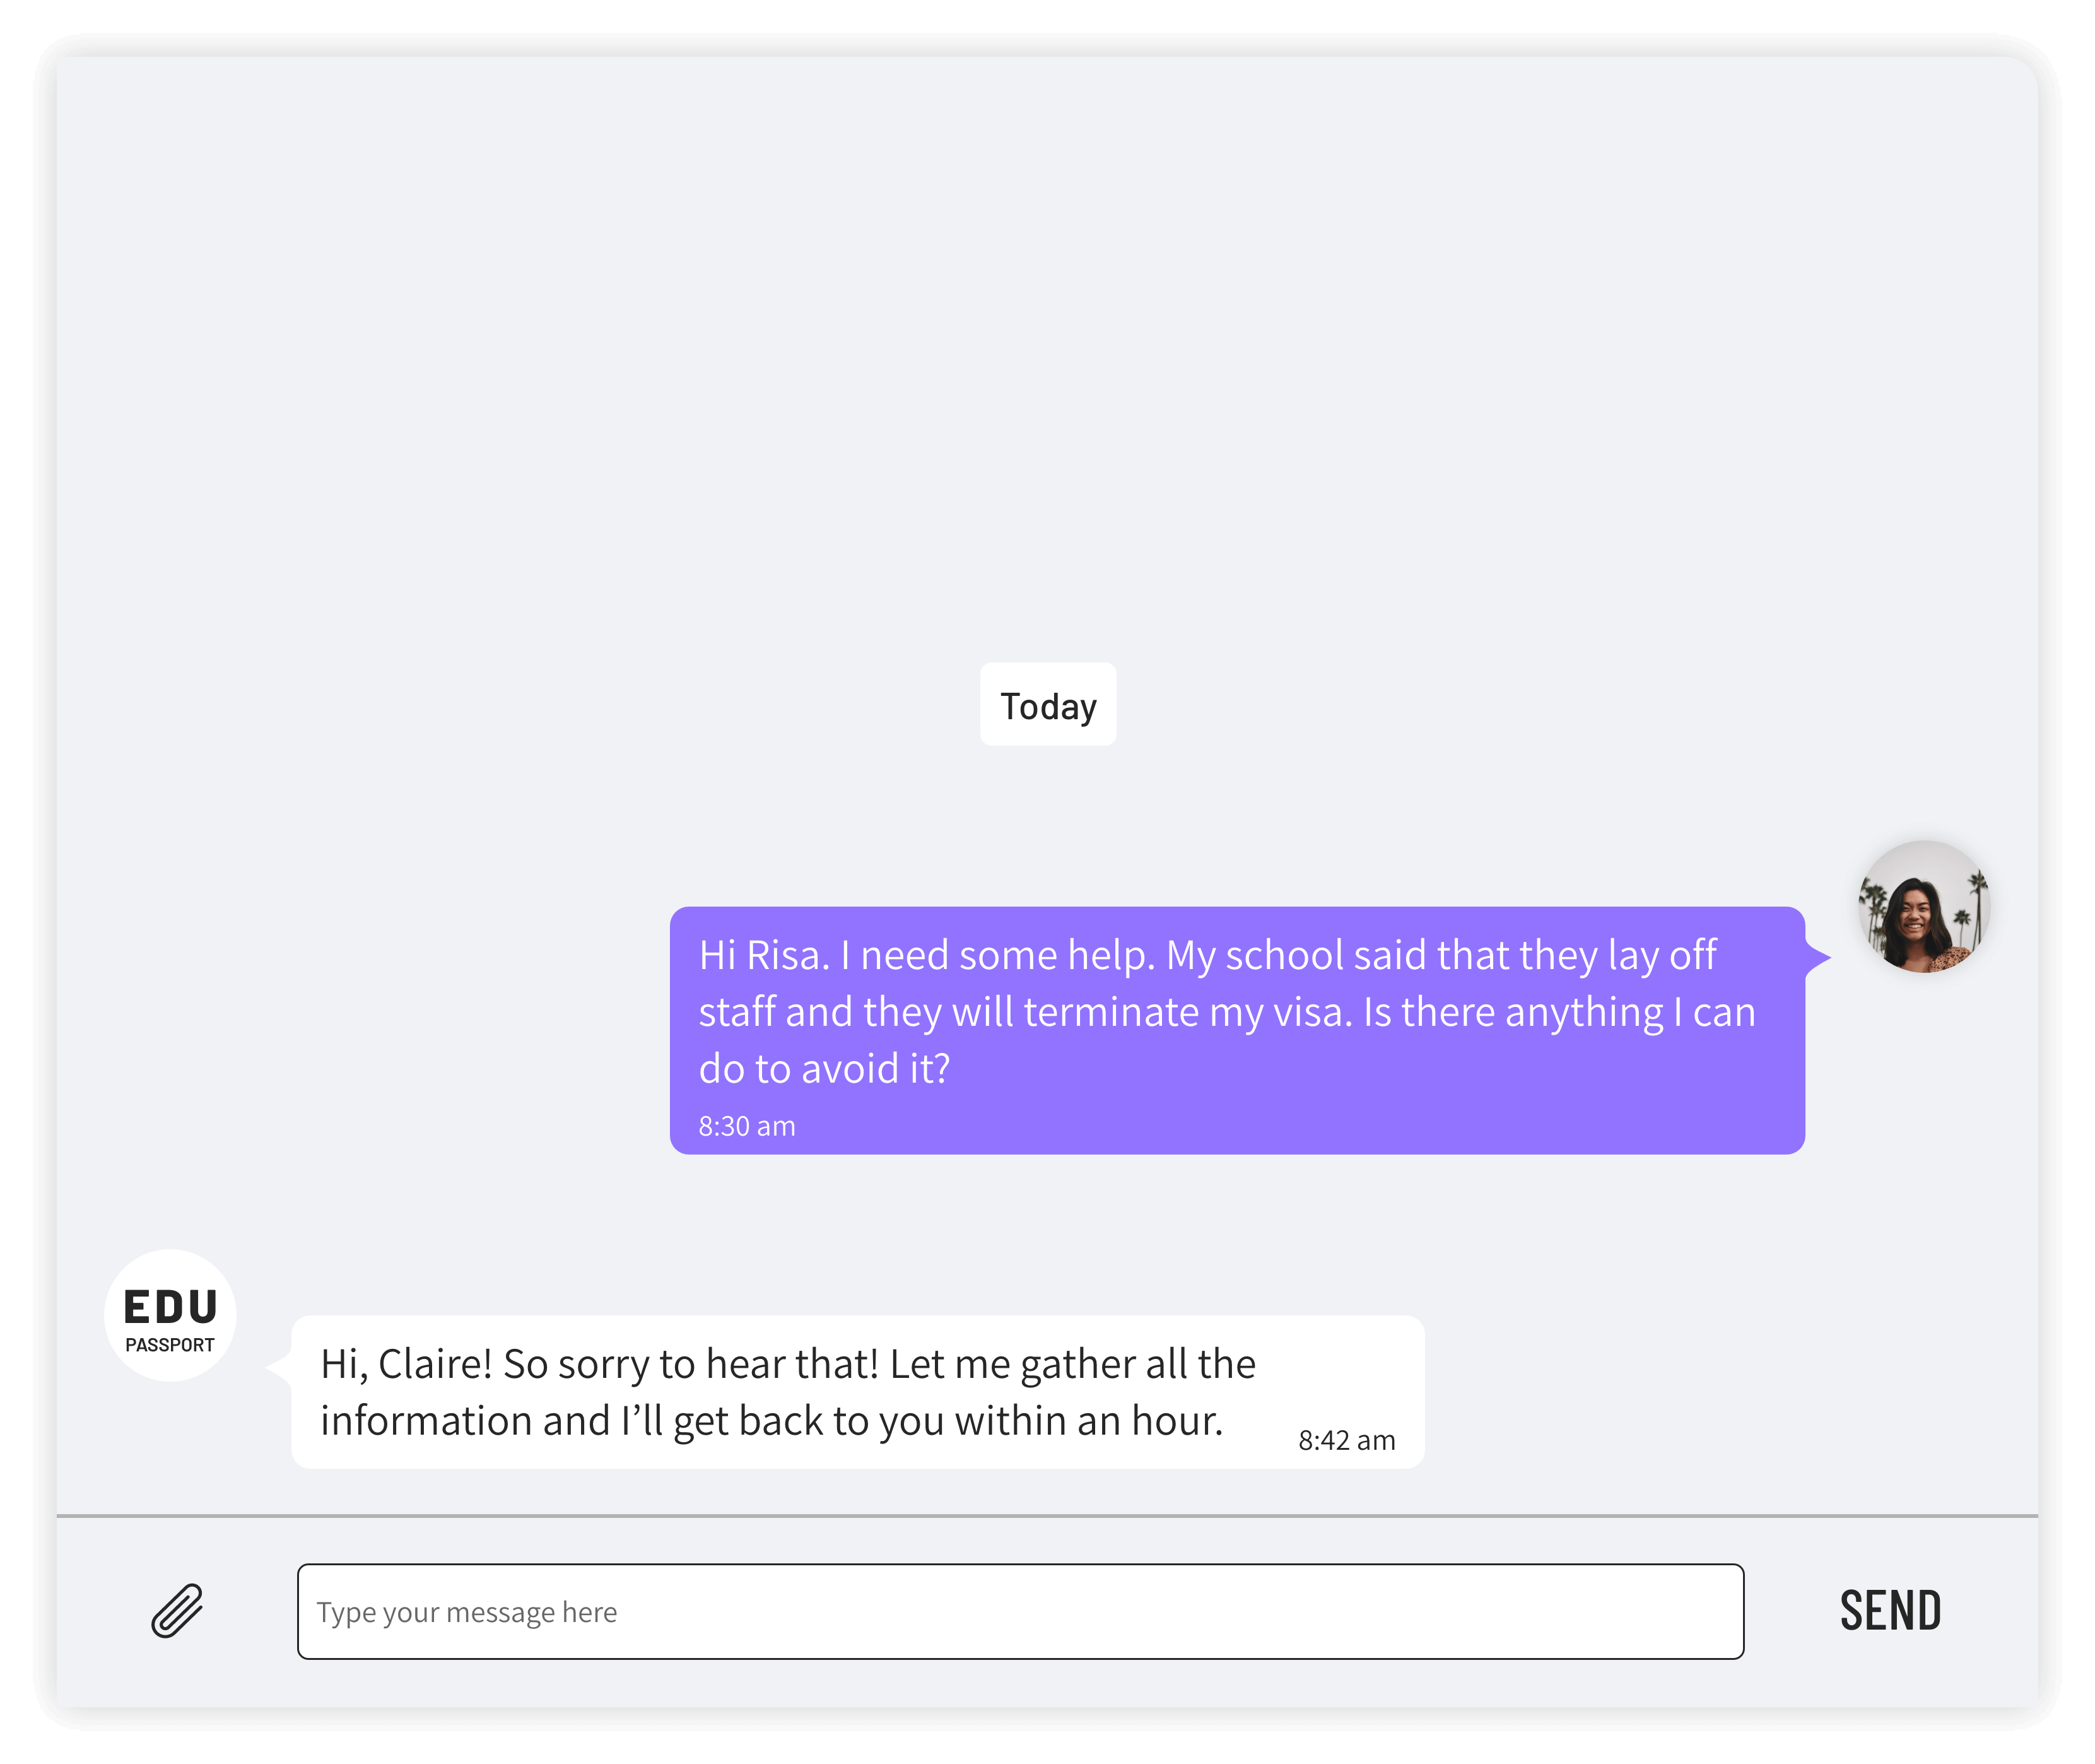 Today
Hi Risa. I need some help. My school said that they lay off
staff and they will terminate my visa. Is there anything I can
do to avoid it?
8:30 am
EDU
PASSPORT
Hi, Claire! So sorry to hear that! Let me gather all the
information and I’ll get back to you within an hour.
8:42 am
Type your message here
SEND